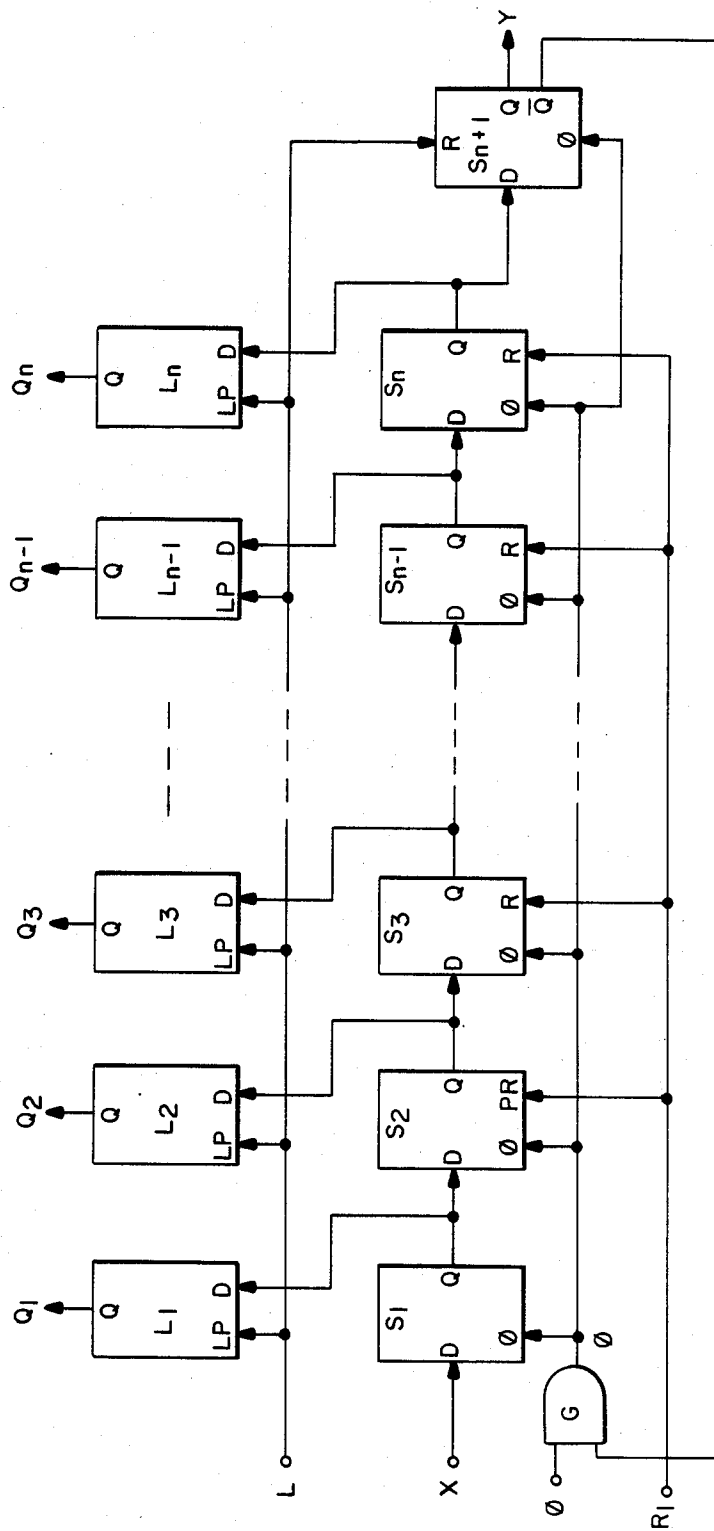 Q1 Q2 Q3 Qn-1 Qn
Q Q Q Q Q
L1 L2 L3 — — — Ln-1 Ln
LP D LP D LP D LP D LP D
L
R
S1 S2 S3 Sn-1 Sn Sn+1
X
D Q D Q D Q D Q D Q D Q Y
Q̅
Ø Ø PR Ø R Ø R Ø R Ø
Ø G Ø
R1